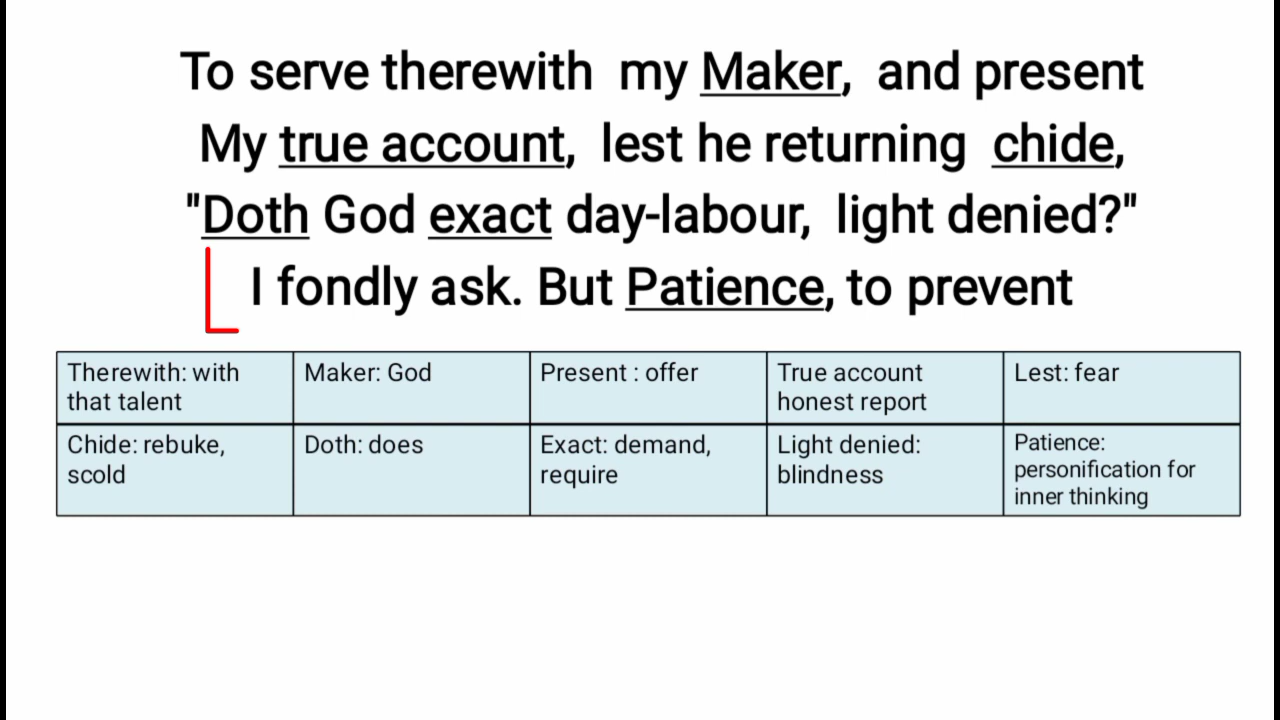 To serve therewith my Maker, and present
My true account, lest he returning chide,
"Doth God exact day-labour, light denied?"
I fondly ask. But Patience, to prevent
Therewith: with
that talent
Maker: God
Present : offer
True account
honest report
Lest: fear
Chide: rebuke,
scold
Doth: does
Exact: demand,
require
Light denied:
blindness
Patience:
personification for
inner thinking